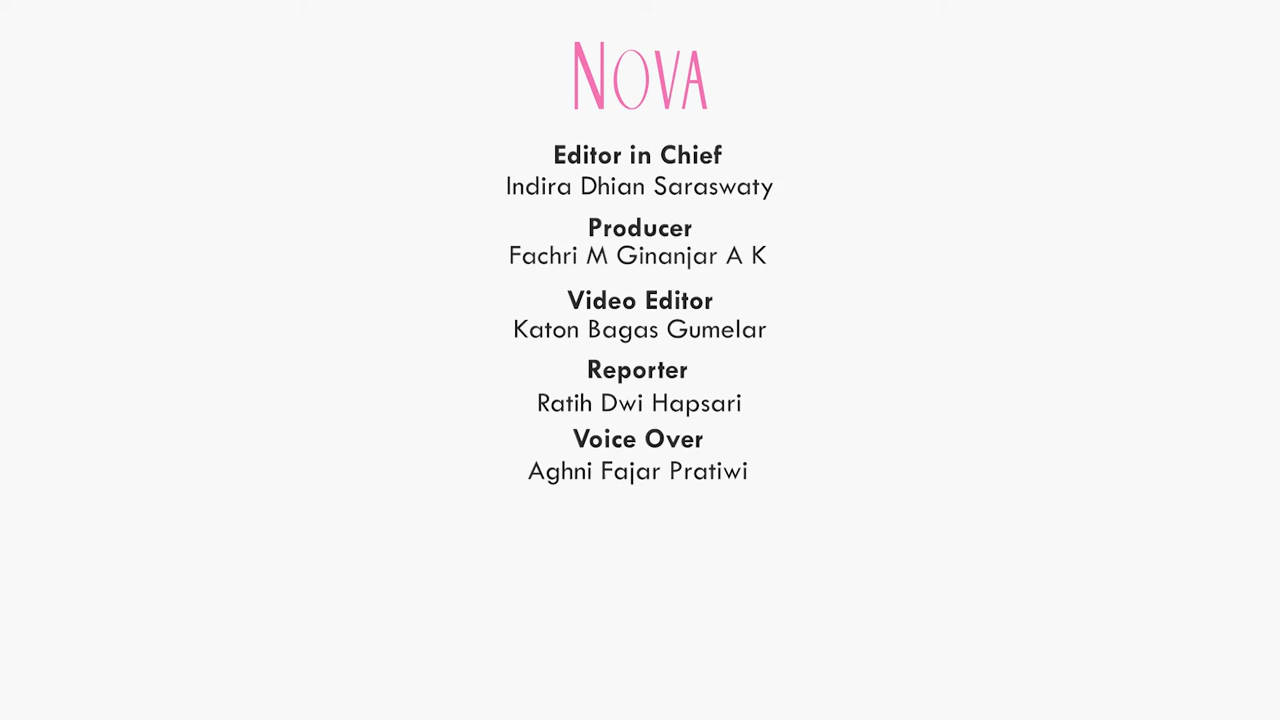 NOVA
Editor in Chief
Indira Dhian Saraswaty
Producer
Fachri M Ginanjar A K
Video Editor
Katon Bagas Gumelar
Reporter
Ratih Dwi Hapsari
Voice Over
Aghni Fajar Pratiwi